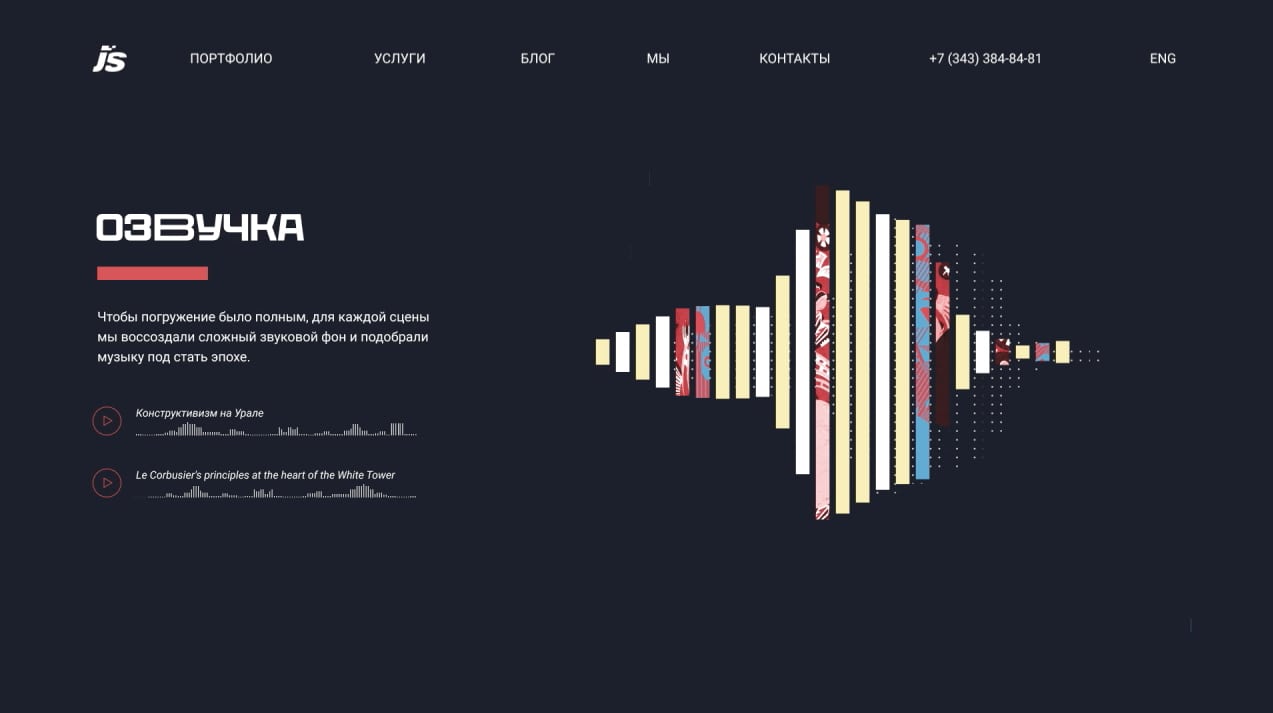 js
ПОРТФОЛИО
УСЛУГИ
БЛОГ
МЫ
КОНТАКТЫ
+7 (343) 384-84-81
ENG
ОЗВУЧКА
Чтобы погружение было полным, для каждой сцены
мы воссоздали сложный звуковой фон и подобрали
музыку под стать эпохе.
Конструктивизм на Урале
Le Corbusier's principles at the heart of the White Tower